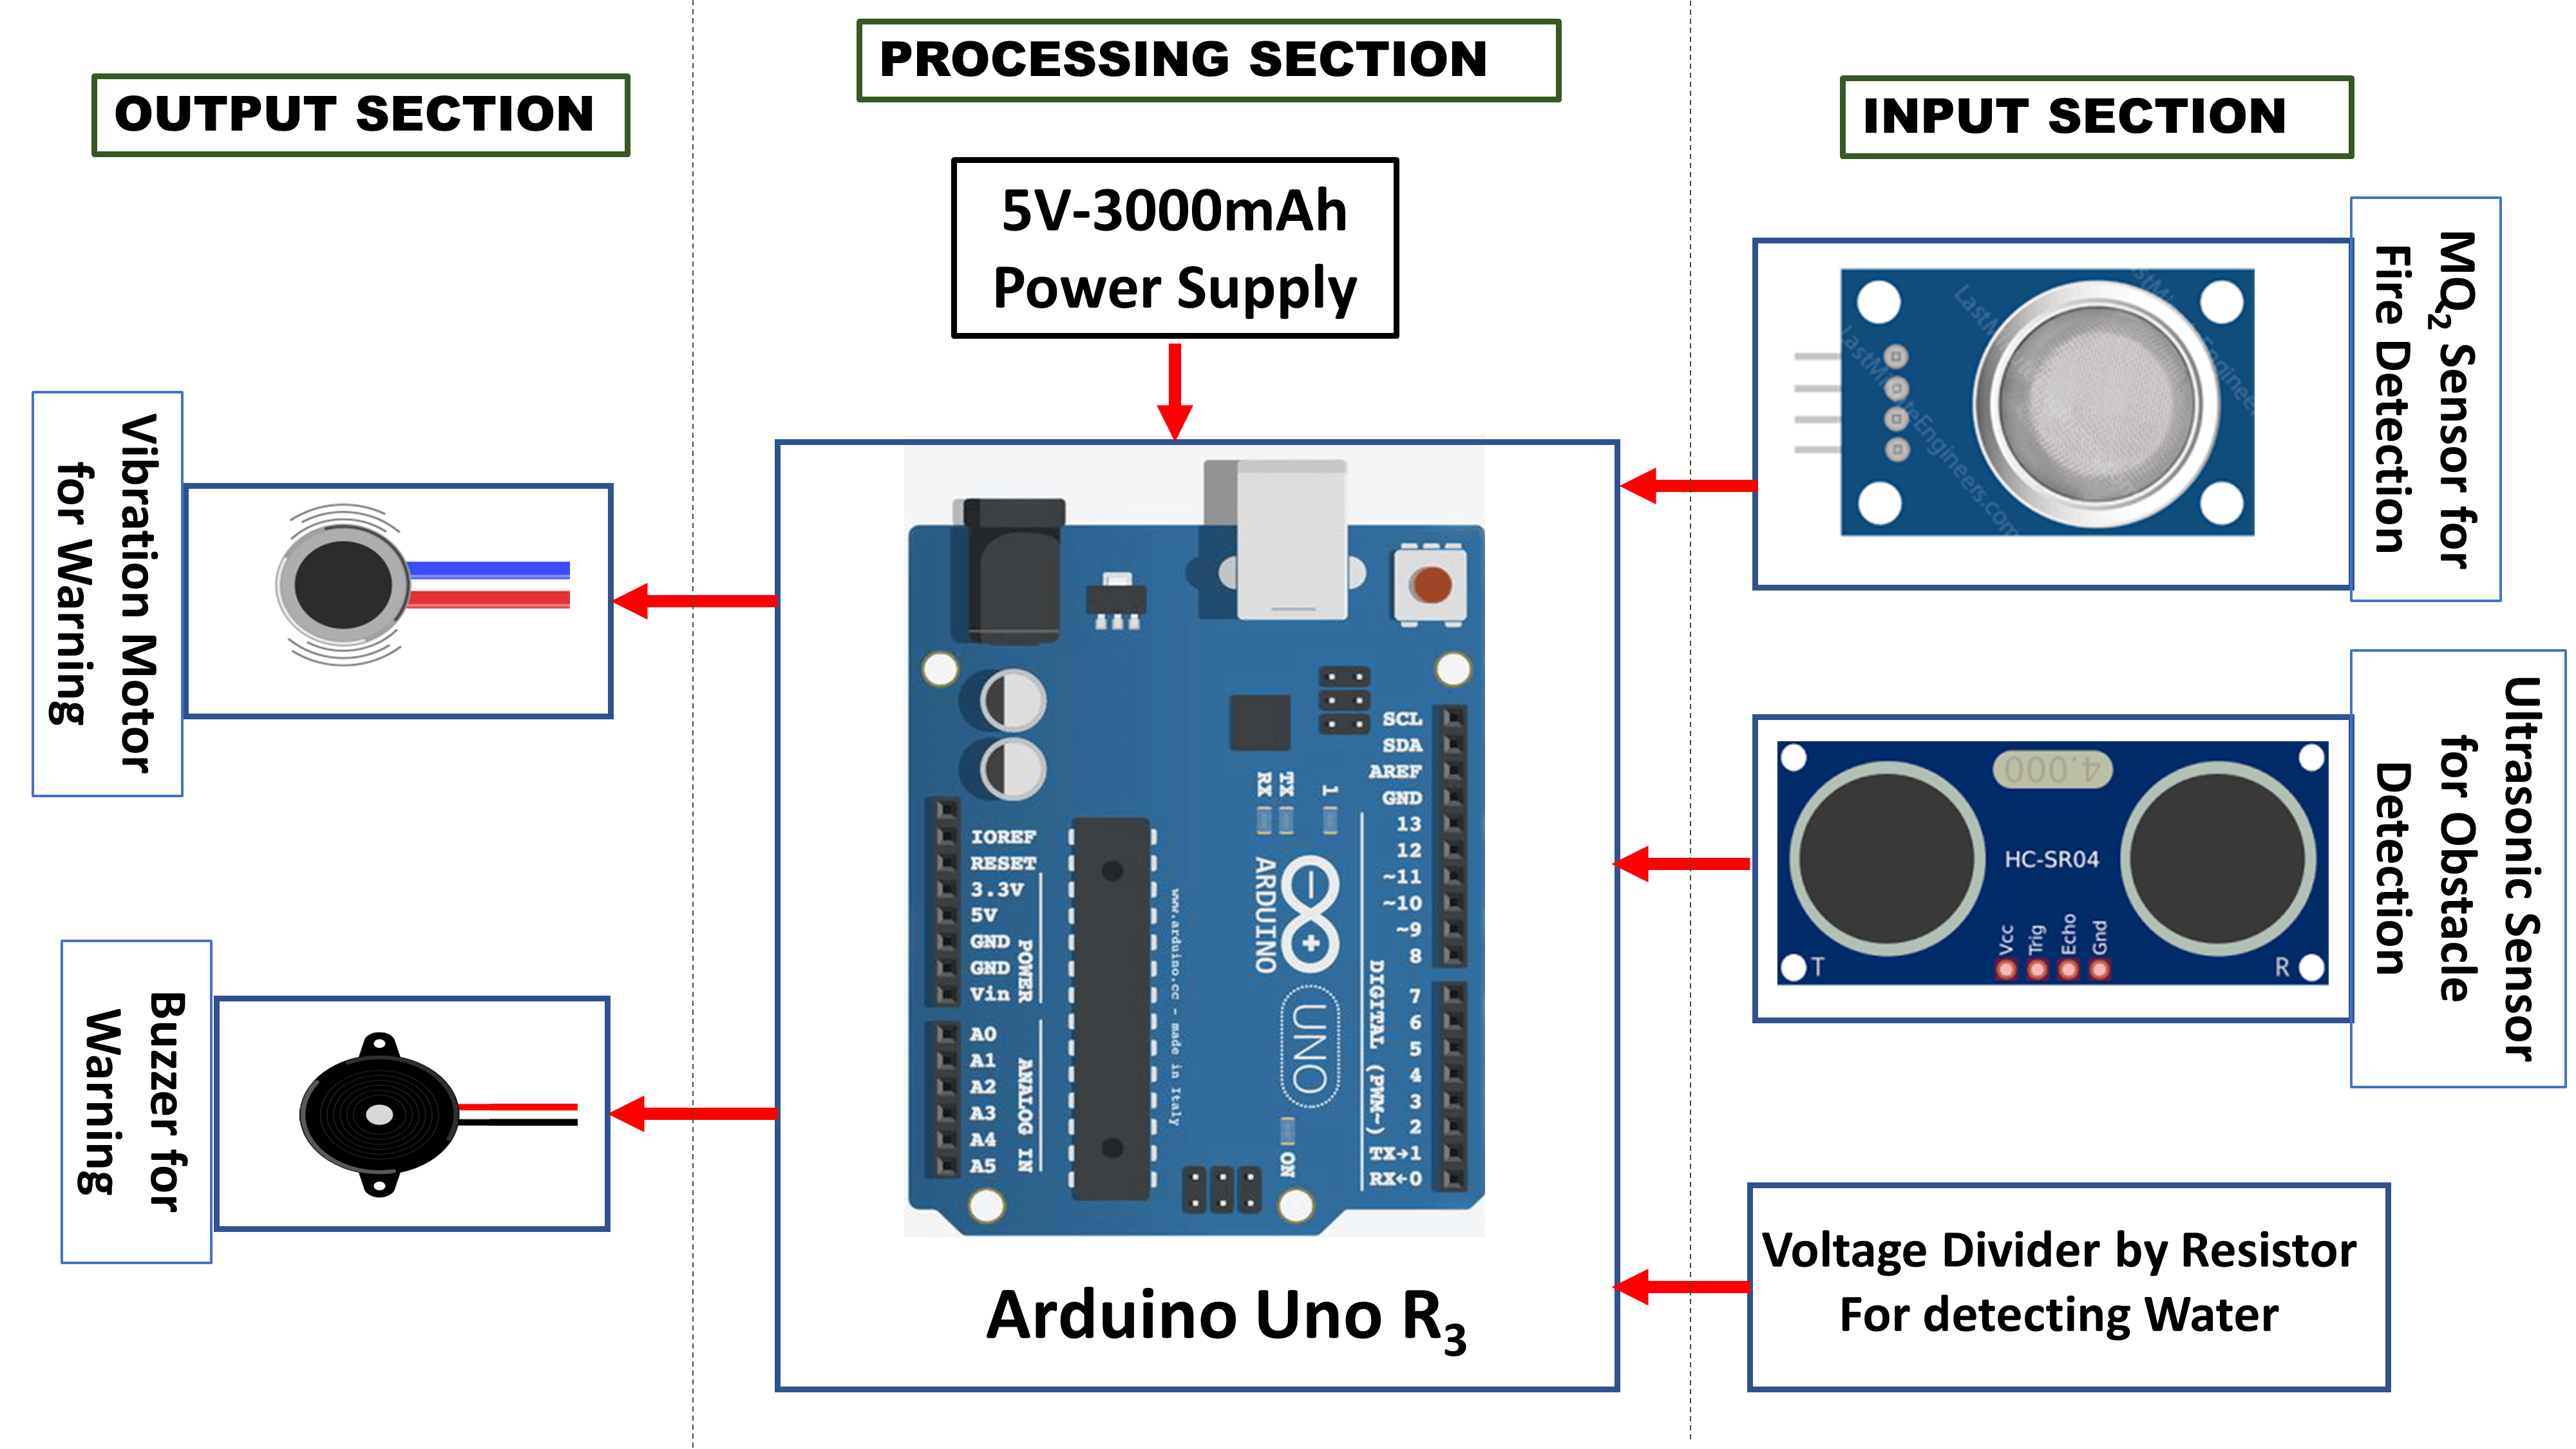 OUTPUT SECTION
PROCESSING SECTION
INPUT SECTION
5V-3000mAh
Power Supply
Vibration Motor
for Warning
Buzzer for
Warning
SCL
SDA
AREF
GND
13
12
~11
~10
~9
8
7
6
5
4
3
2
TX→1
RX←0
DIGITAL (PWM~)
RX
TX
1
ARDUINO
UNO
ON
IOREF
RESET
3.3V
5V
GND
GND
Vin
POWER
A0
A1
A2
A3
A4
A5
ANALOG IN
www.arduino.cc - made in Italy
Arduino Uno R3
MQ2 Sensor for
Fire Detection
4.000
HC-SR04
Vcc
Trig
Echo
Gnd
T
R
Ultrasonic Sensor
for Obstacle
Detection
Voltage Divider by Resistor
For detecting Water